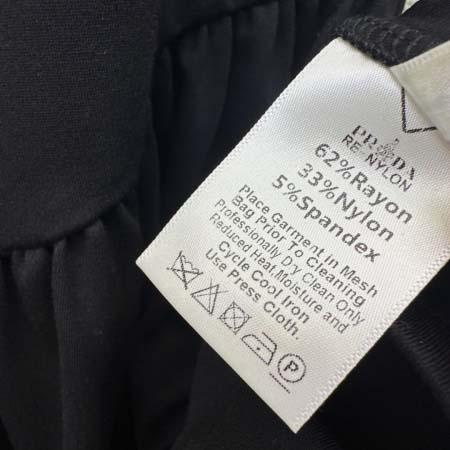 PRADA
RE-NYLON
62%Rayon
33%Nylon
5%Spandex
Place Garment in Mesh
Bag Prior To Cleaning
Professionally Dry Clean Only
Reduced Heat,Moisture and
Cycle Cool Iron
Use Press Cloth.
P